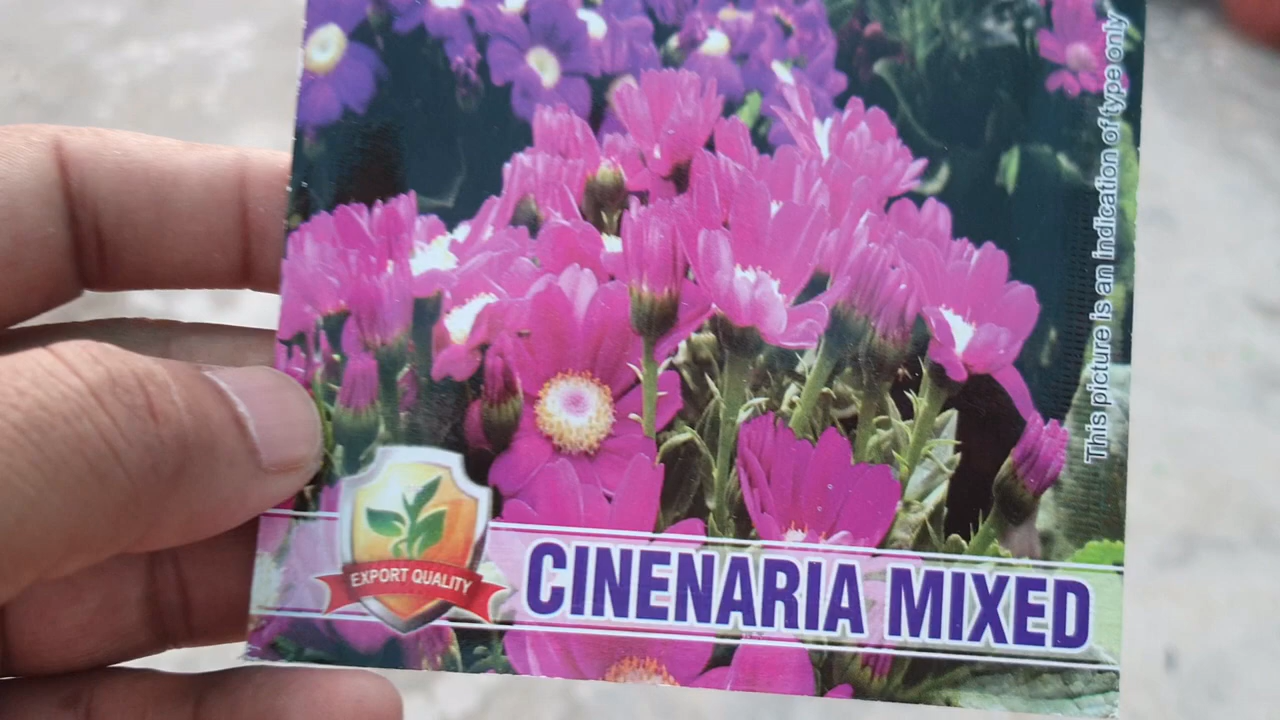 This picture is an indication of type only
EXPORT QUALITY
CINENARIA MIXED